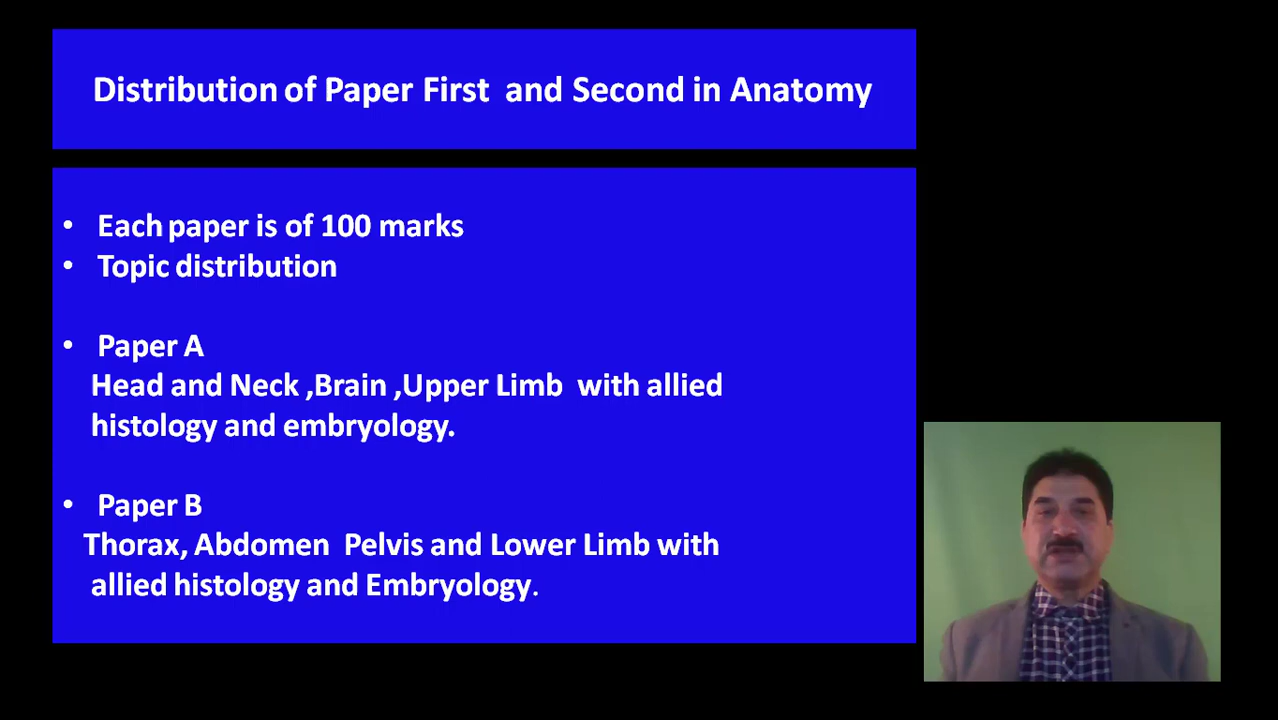 Distribution of Paper First and Second in Anatomy
• Each paper is of 100 marks
• Topic distribution
• Paper A
Head and Neck ,Brain ,Upper Limb with allied
histology and embryology.
• Paper B
Thorax, Abdomen Pelvis and Lower Limb with
allied histology and Embryology.